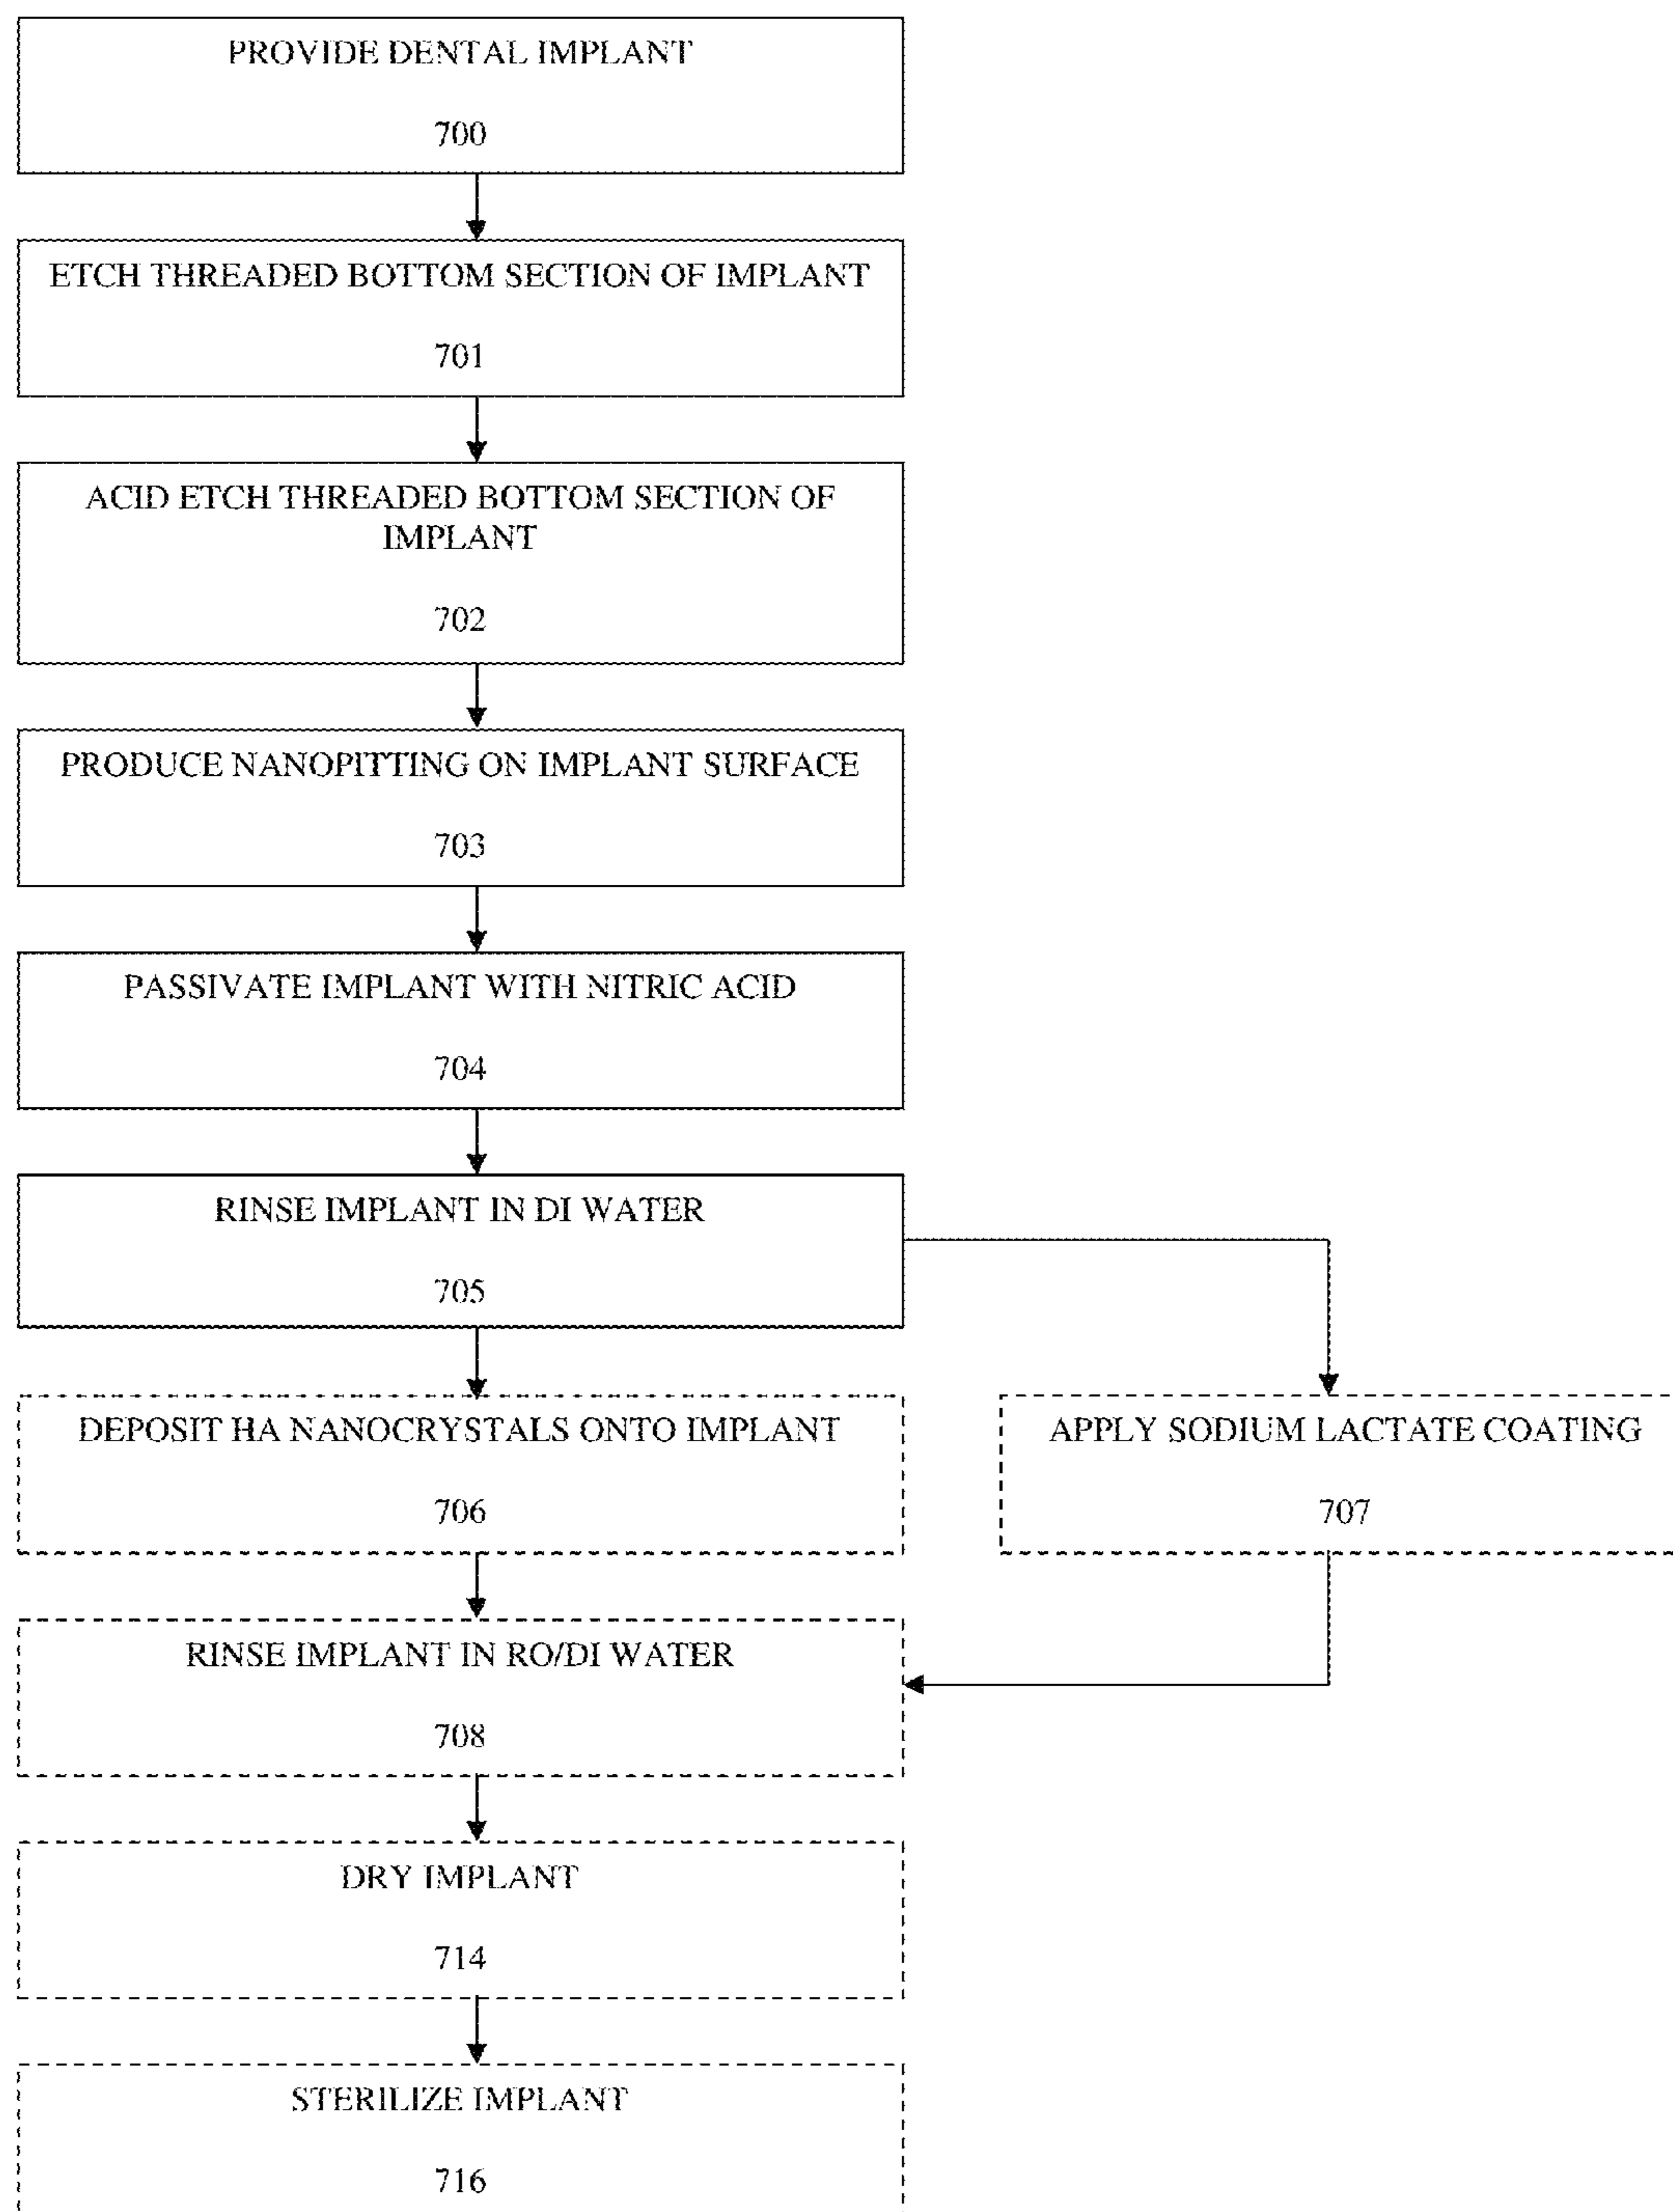 PROVIDE DENTAL IMPLANT
700
ETCH THREADED BOTTOM SECTION OF IMPLANT
701
ACID ETCH THREADED BOTTOM SECTION OF
IMPLANT
702
PRODUCE NANOPITTING ON IMPLANT SURFACE
703
PASSIVATE IMPLANT WITH NITRIC ACID
704
RINSE IMPLANT IN DI WATER
705
DEPOSIT HA NANOCRYSTALS ONTO IMPLANT
706
APPLY SODIUM LACTATE COATING
707
RINSE IMPLANT IN RO/DI WATER
708
DRY IMPLANT
714
STERILIZE IMPLANT
716